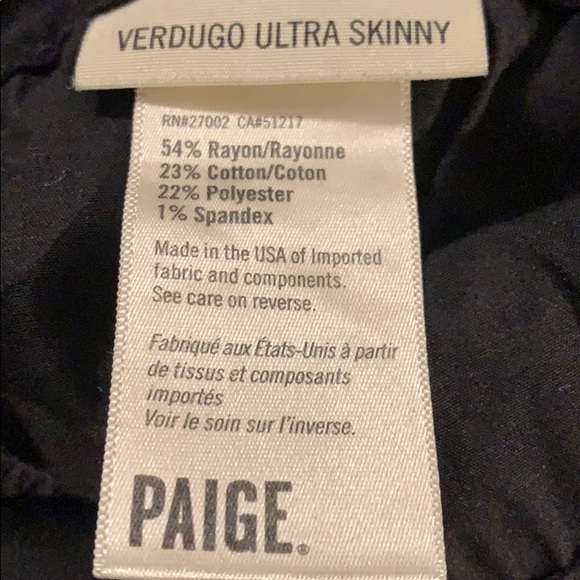 VERDUGO ULTRA SKINNY
RN#27002 CA#51217
54% Rayon/Rayonne
23% Cotton/Coton
22% Polyester
1% Spandex
Made in the USA of Imported
fabric and components.
See care on reverse.
Fabriqué aux États-Unis à partir
de tissus et composants
importés
Voir le soin sur l'inverse.
PAIGE®